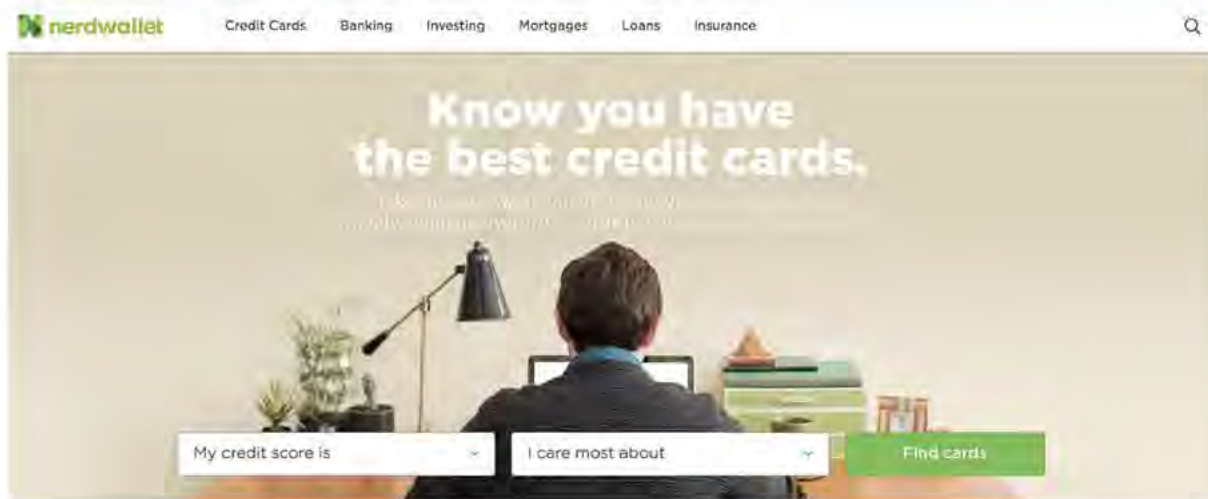 nerdwallet
Credit Cards Banking Investing Mortgages Loans Insurance
Know you have
the best credit cards.
My credit score is
I care most about
Find cards